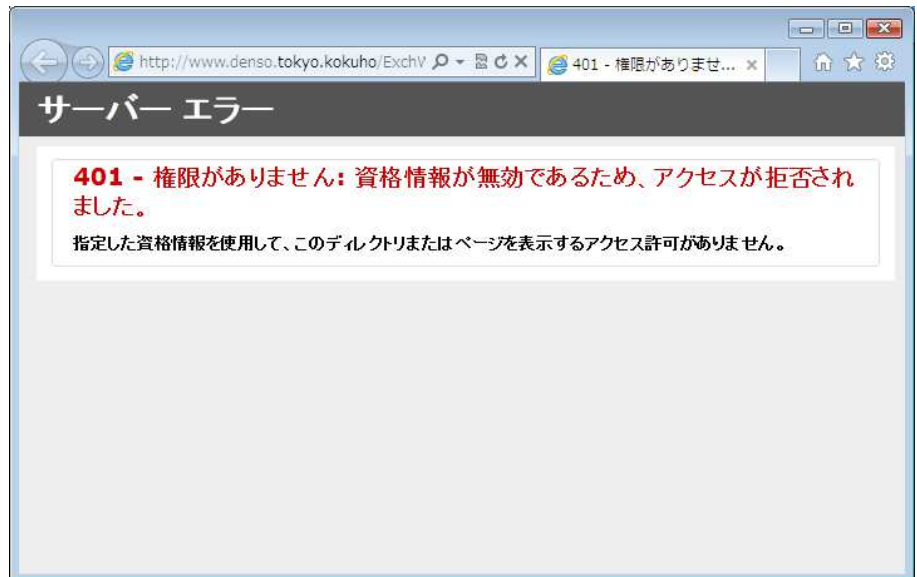 http://www.denso.tokyo.kokuho/ExchV
401 - 権限がありませ...
サーバー エラー
401 - 権限がありません: 資格情報が無効であるため、アクセスが拒否され
ました。
指定した資格情報を使用して、このディレクトリまたはページを表示するアクセス許可がありません。